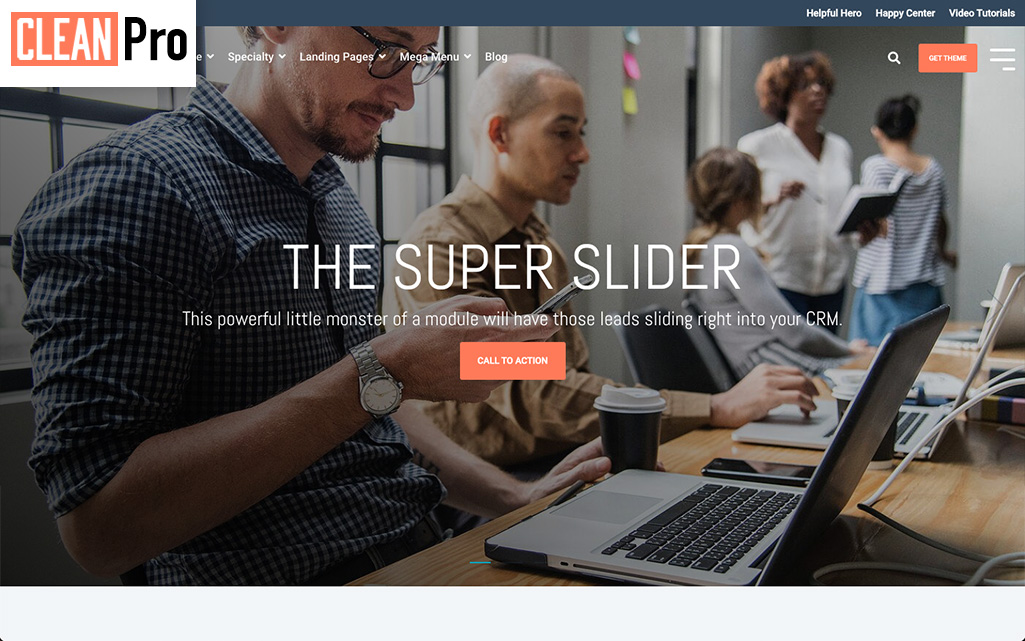 CLEAN Pro
Helpful Hero Happy Center Video Tutorials
Specialty Landing Pages Mega Menu Blog
GET THEME
THE SUPER SLIDER
This powerful little monster of a module will have those leads sliding right into your CRM.
CALL TO ACTION